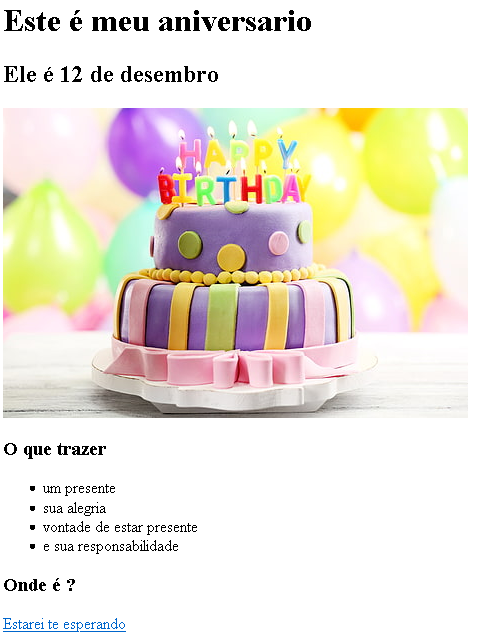 Este é meu aniversario
Ele é 12 de desembro
HAPPY
BIRTHDAY
O que trazer
um presente
sua alegria
vontade de estar presente
e sua responsabilidade
Onde é ?
Estarei te esperando